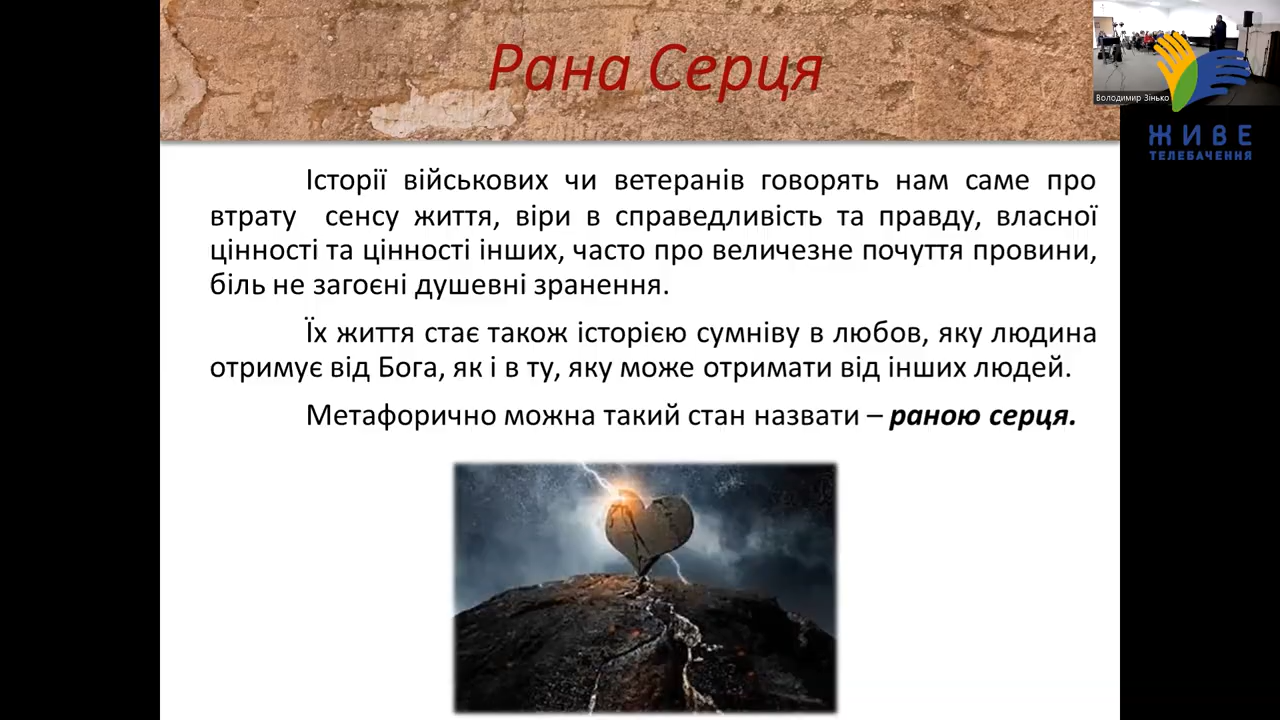 Рана Серця
Володимир Зінько
ЖИВЕ
ТЕЛЕБАЧЕННЯ
Історії військових чи ветеранів говорять нам саме про
втрату сенсу життя, віри в справедливість та правду, власної
цінності та цінності інших, часто про величезне почуття провини,
біль не загоєні душевні зранення.
Їх життя стає також історією сумніву в любов, яку людина
отримує від Бога, як і в ту, яку може отримати від інших людей.
Метафорично можна такий стан назвати – раною серця.